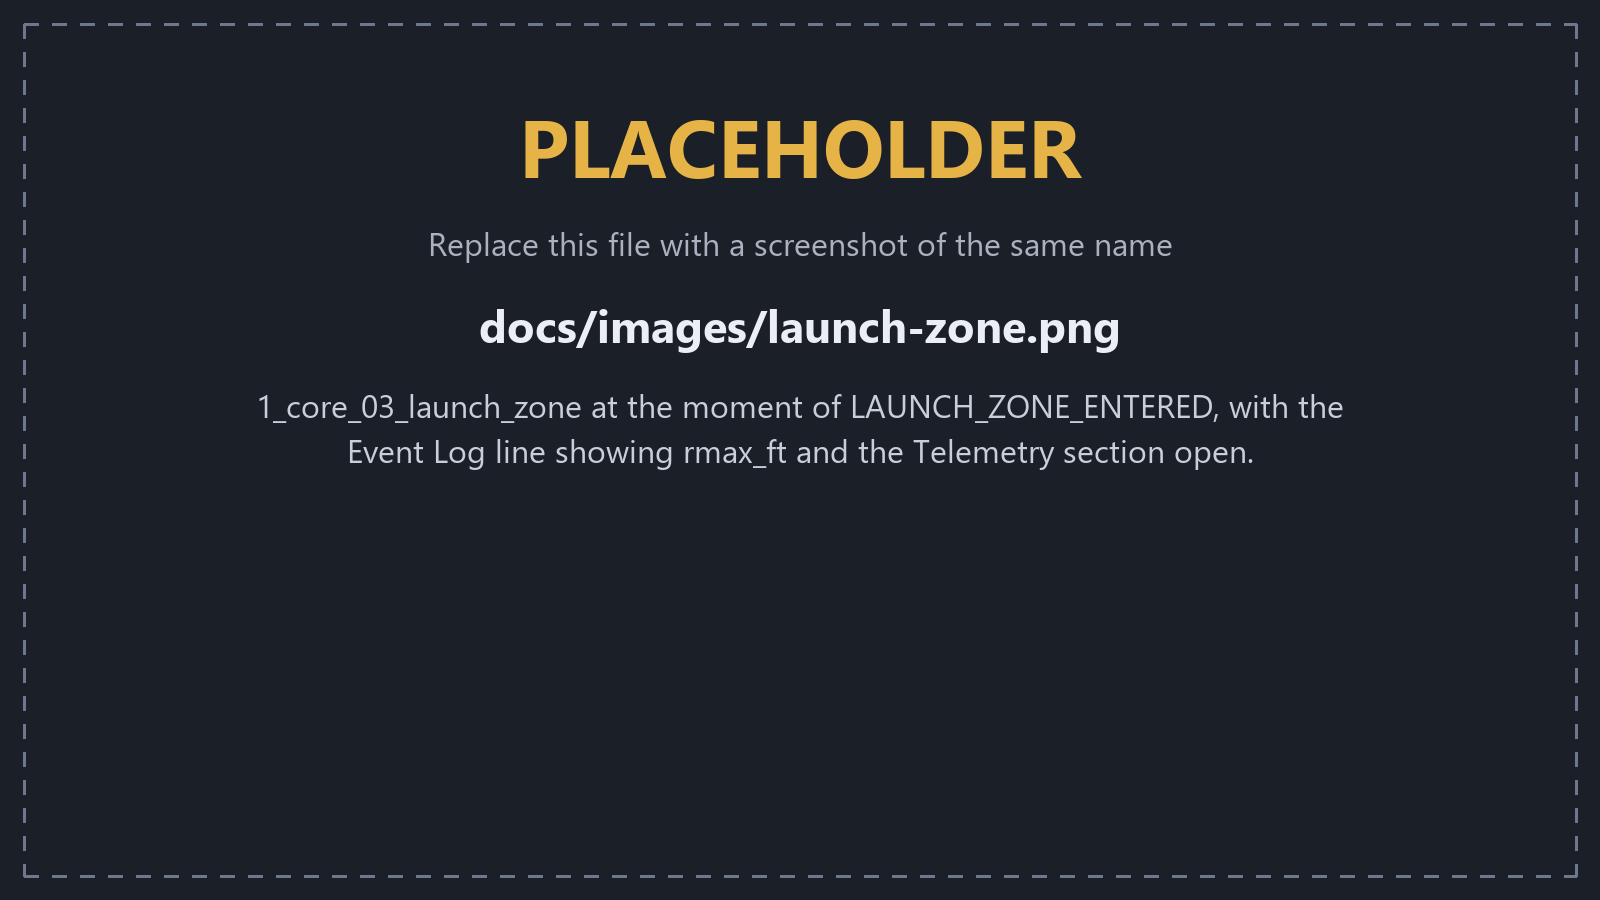 PLACEHOLDER
Replace this file with a screenshot of the same name
docs/images/launch-zone.png
1_core_03_launch_zone at the moment of LAUNCH_ZONE_ENTERED, with the
Event Log line showing rmax_ft and the Telemetry section open.